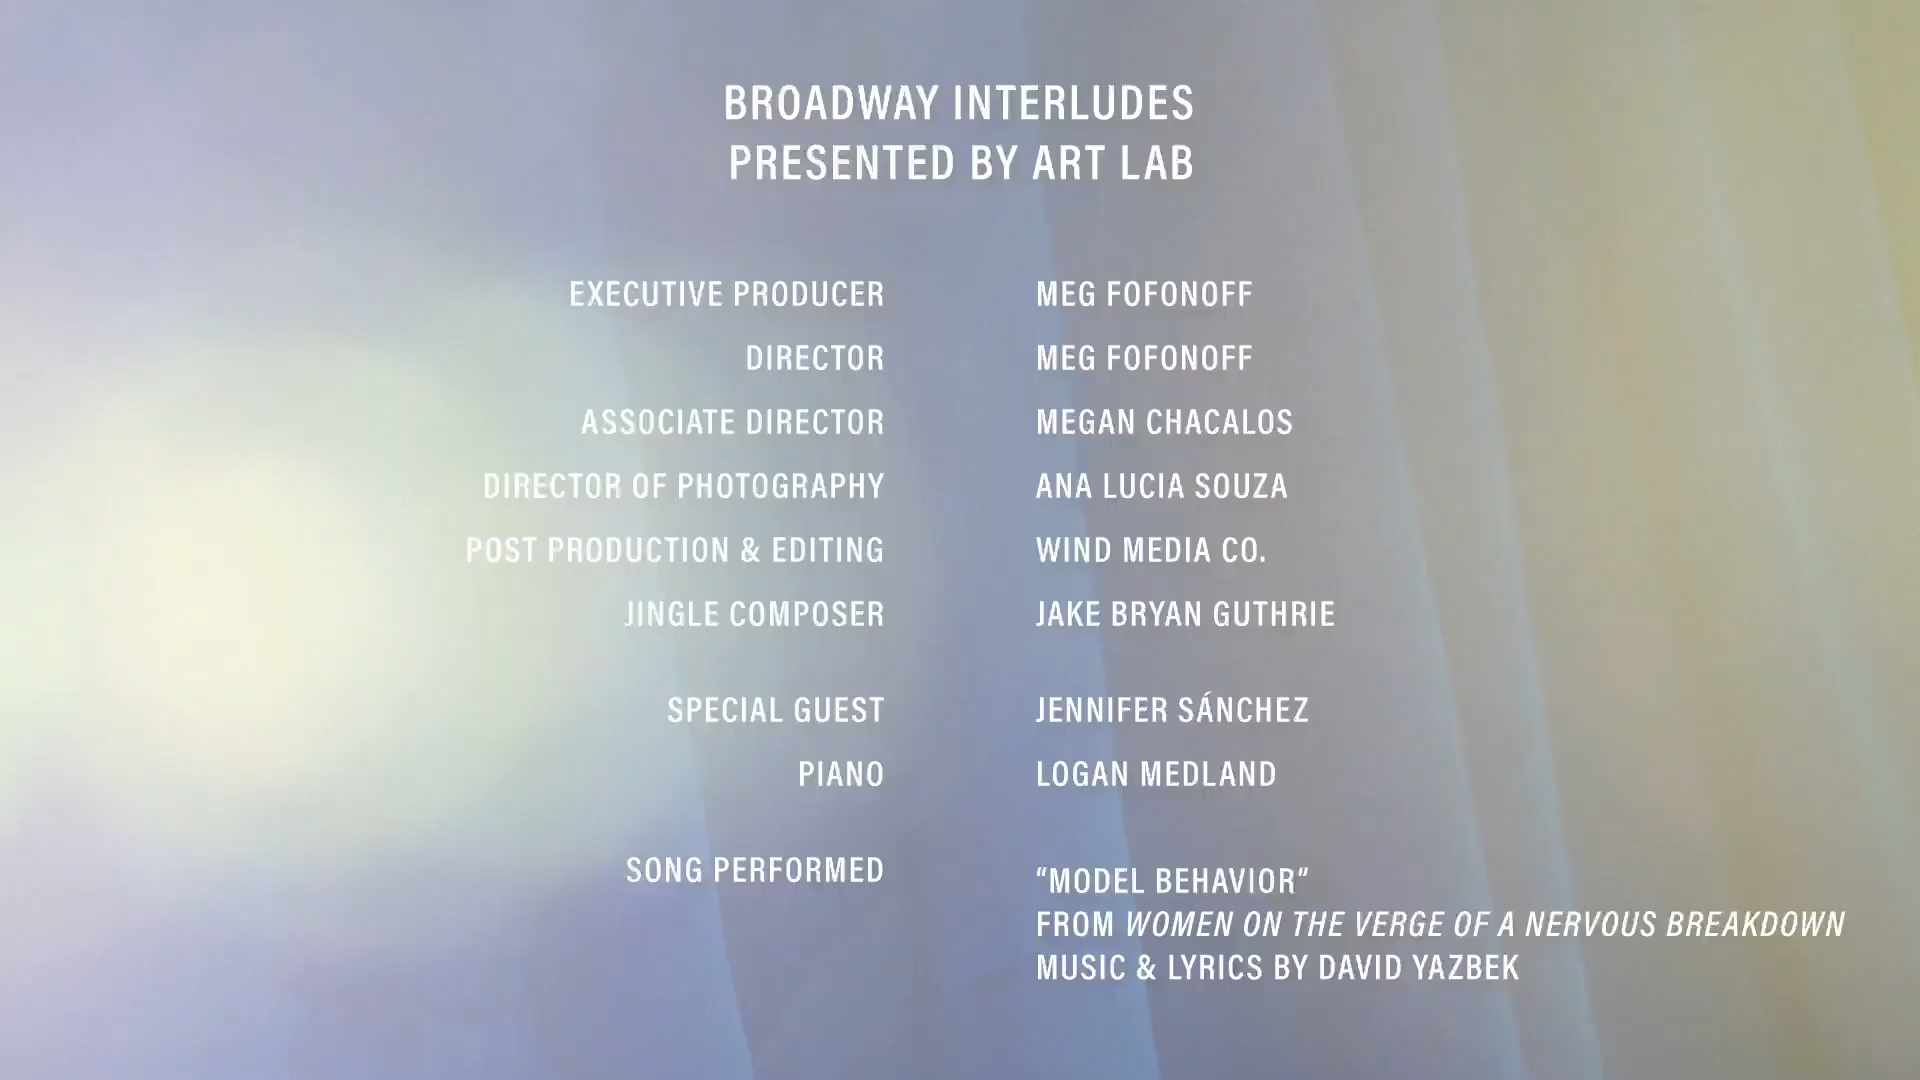 BROADWAY INTERLUDES
PRESENTED BY ART LAB
EXECUTIVE PRODUCER MEG FOFONOFF
DIRECTOR MEG FOFONOFF
ASSOCIATE DIRECTOR MEGAN CHACALOS
DIRECTOR OF PHOTOGRAPHY ANA LUCIA SOUZA
POST PRODUCTION & EDITING WIND MEDIA CO.
JINGLE COMPOSER JAKE BRYAN GUTHRIE
SPECIAL GUEST JENNIFER SÁNCHEZ
PIANO LOGAN MEDLAND
SONG PERFORMED “MODEL BEHAVIOR”
FROM WOMEN ON THE VERGE OF A NERVOUS BREAKDOWN
MUSIC & LYRICS BY DAVID YAZBEK